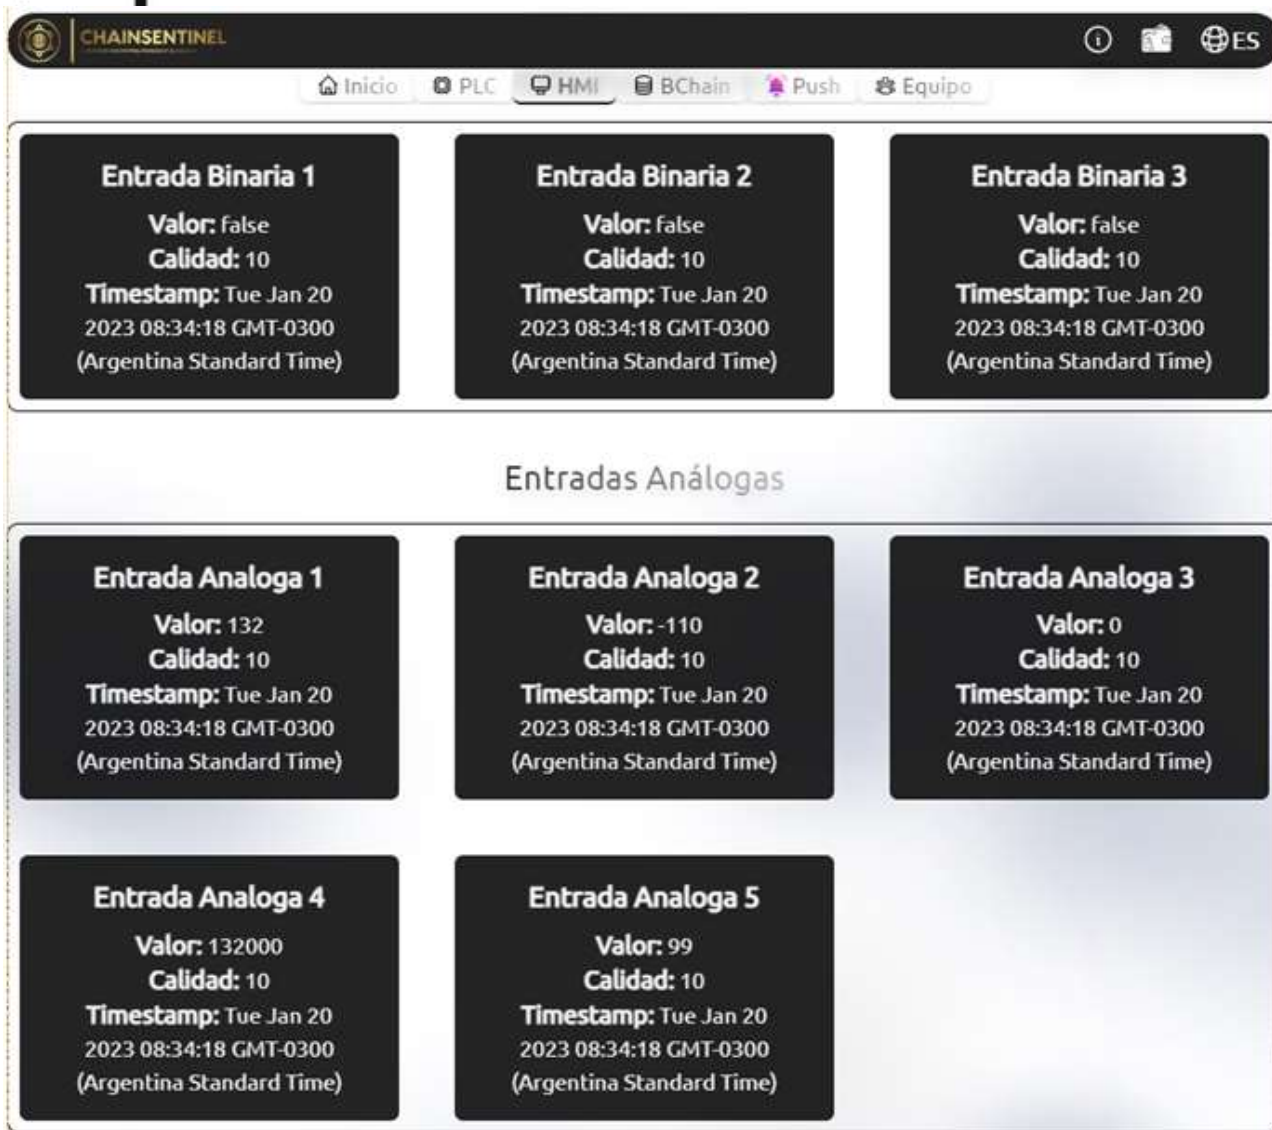 CHAINSENTINEL
ES
Inicio PLC HMI BChain Push Equipo
Entrada Binaria 1
Valor: false
Calidad: 10
Timestamp: Tue Jan 20
2023 08:34:18 GMT-0300
(Argentina Standard Time)
Entrada Binaria 2
Valor: false
Calidad: 10
Timestamp: Tue Jan 20
2023 08:34:18 GMT-0300
(Argentina Standard Time)
Entrada Binaria 3
Valor: false
Calidad: 10
Timestamp: Tue Jan 20
2023 08:34:18 GMT-0300
(Argentina Standard Time)
Entradas Análogas
Entrada Analoga 1
Valor: 132
Calidad: 10
Timestamp: Tue Jan 20
2023 08:34:18 GMT-0300
(Argentina Standard Time)
Entrada Analoga 2
Valor: -110
Calidad: 10
Timestamp: Tue Jan 20
2023 08:34:18 GMT-0300
(Argentina Standard Time)
Entrada Analoga 3
Valor: 0
Calidad: 10
Timestamp: Tue Jan 20
2023 08:34:18 GMT-0300
(Argentina Standard Time)
Entrada Analoga 4
Valor: 132000
Calidad: 10
Timestamp: Tue Jan 20
2023 08:34:18 GMT-0300
(Argentina Standard Time)
Entrada Analoga 5
Valor: 99
Calidad: 10
Timestamp: Tue Jan 20
2023 08:34:18 GMT-0300
(Argentina Standard Time)